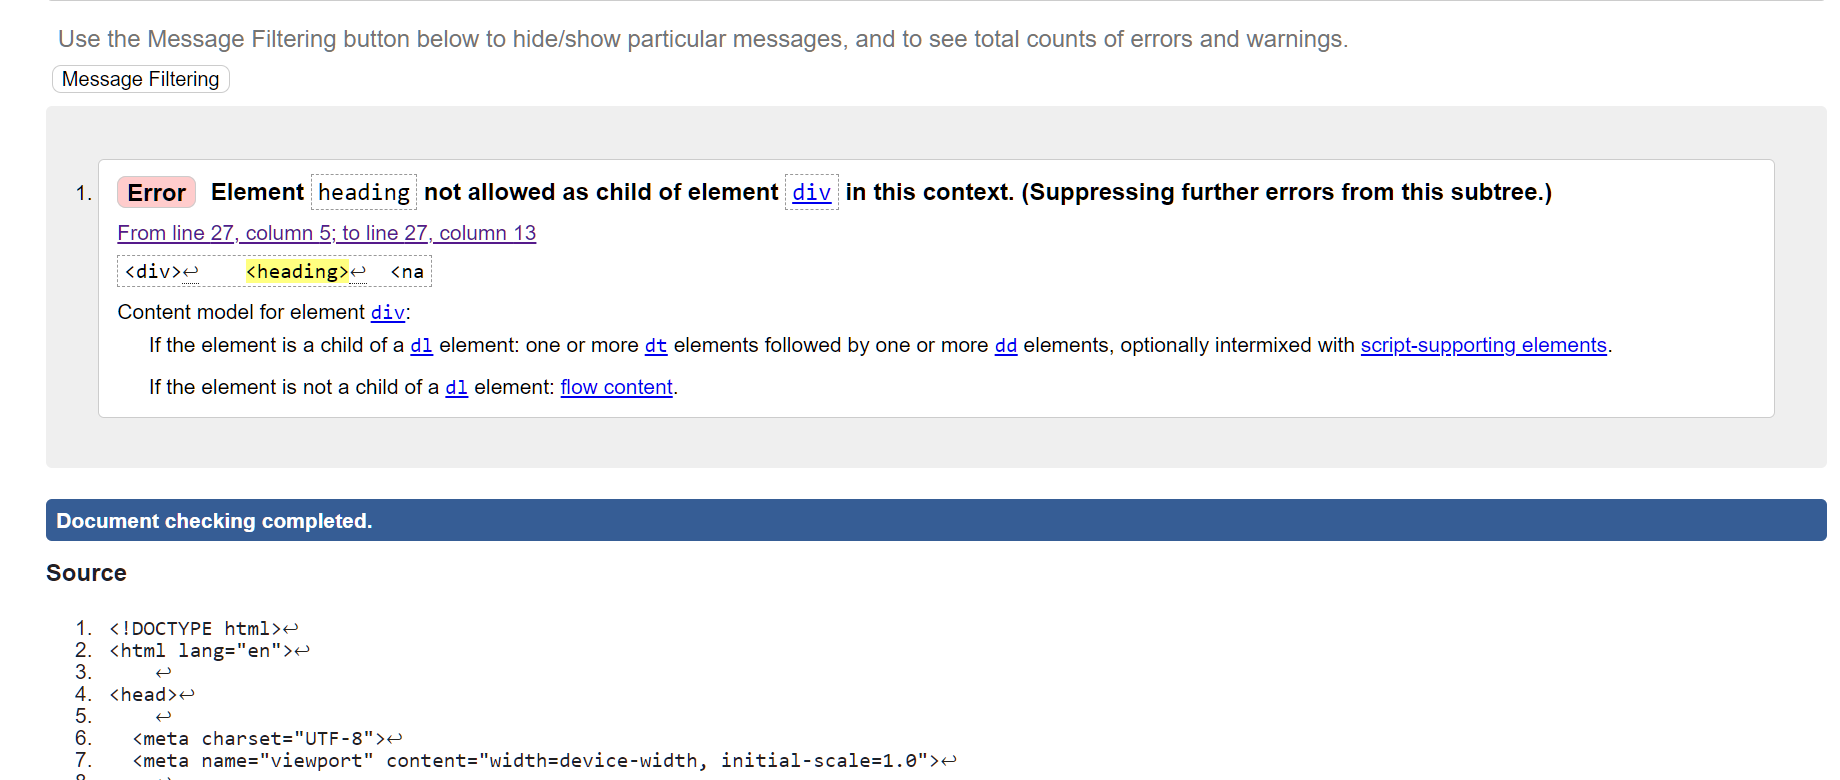 Use the Message Filtering button below to hide/show particular messages, and to see total counts of errors and warnings.
Message Filtering
1. Error Element heading not allowed as child of element div in this context. (Suppressing further errors from this subtree.)
From line 27, column 5; to line 27, column 13
<div>↩    <heading>↩  <na
Content model for element div:
If the element is a child of a dl element: one or more dt elements followed by one or more dd elements, optionally intermixed with script-supporting elements.
If the element is not a child of a dl element: flow content.
Document checking completed.
Source
1. <!DOCTYPE html>↩
2. <html lang="en">↩
3. ↩
4. <head>↩
5. ↩
6. <meta charset="UTF-8">↩
7. <meta name="viewport" content="width=device-width, initial-scale=1.0">↩